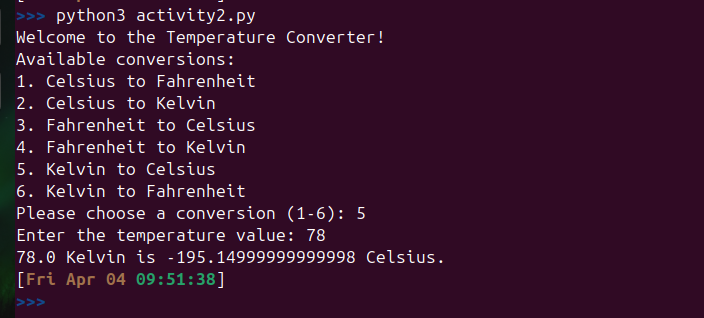 >>> python3 activity2.py
Welcome to the Temperature Converter!
Available conversions:
1. Celsius to Fahrenheit
2. Celsius to Kelvin
3. Fahrenheit to Celsius
4. Fahrenheit to Kelvin
5. Kelvin to Celsius
6. Kelvin to Fahrenheit
Please choose a conversion (1-6): 5
Enter the temperature value: 78
78.0 Kelvin is -195.14999999999998 Celsius.
[Fri Apr 04 09:51:38]
>>>